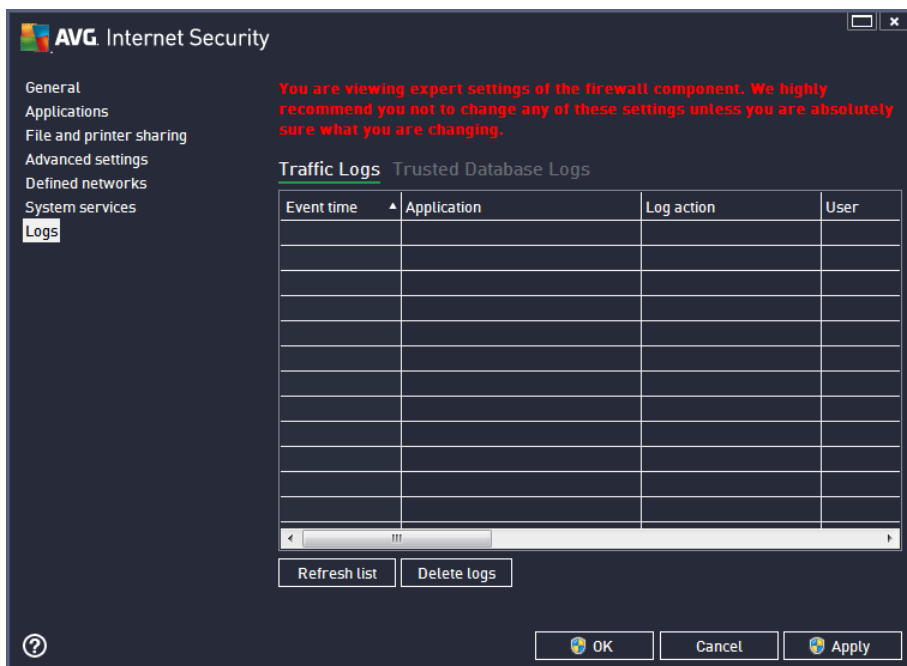 AVG. Internet Security
General
Applications
File and printer sharing
Advanced settings
Defined networks
System services
Logs
You are viewing expert settings of the firewall component. We highly
recommend you not to change any of these settings unless you are absolutely
sure what you are changing.
Traffic Logs Trusted Database Logs
Event time Application Log action User
Refresh list Delete logs
? OK Cancel Apply